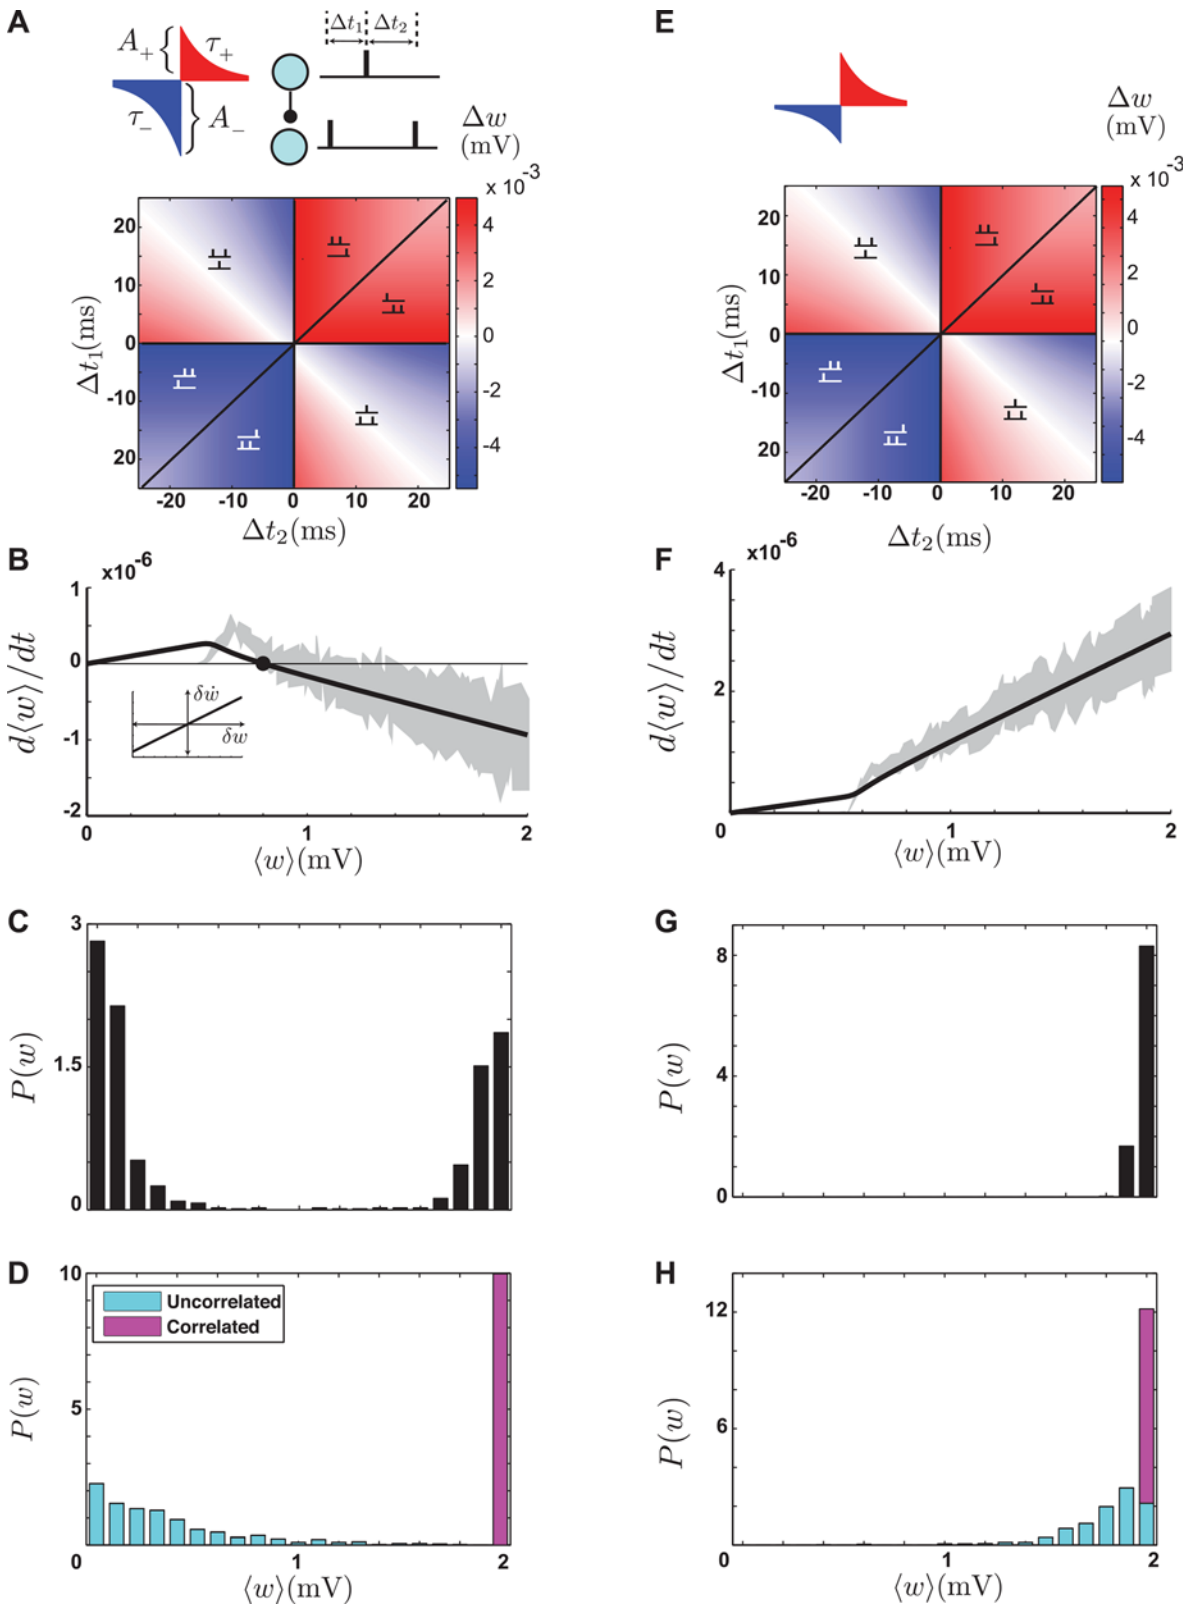 A
A₊ { τ₊
τ₋ } A₋
Δt₁ Δt₂
Δw
(mV)
x 10⁻³
20
10
0
-10
20
Δt₁(ms)
-20 -10 0 10 20
Δt₂(ms)
4
2
0
-2
-4
E
Δw
(mV)
x 10⁻³
20
10
0
-10
20
Δt₁(ms)
-20 -10 0 10 20
Δt₂(ms)
4
2
0
-2
-4
B
x10⁻⁶
1
0
-1
-2
d⟨w⟩/dt
δẇ
δw
0 1 2
⟨w⟩(mV)
F
x10⁻⁶
4
2
0
d⟨w⟩/dt
0 1 2
⟨w⟩(mV)
C
3
1.5
0
P(w)
G
8
4
0
P(w)
D
10
5
P(w)
Uncorrelated
Correlated
0 1 2
⟨w⟩(mV)
H
12
6
0
P(w)
0 1 2
⟨w⟩(mV)